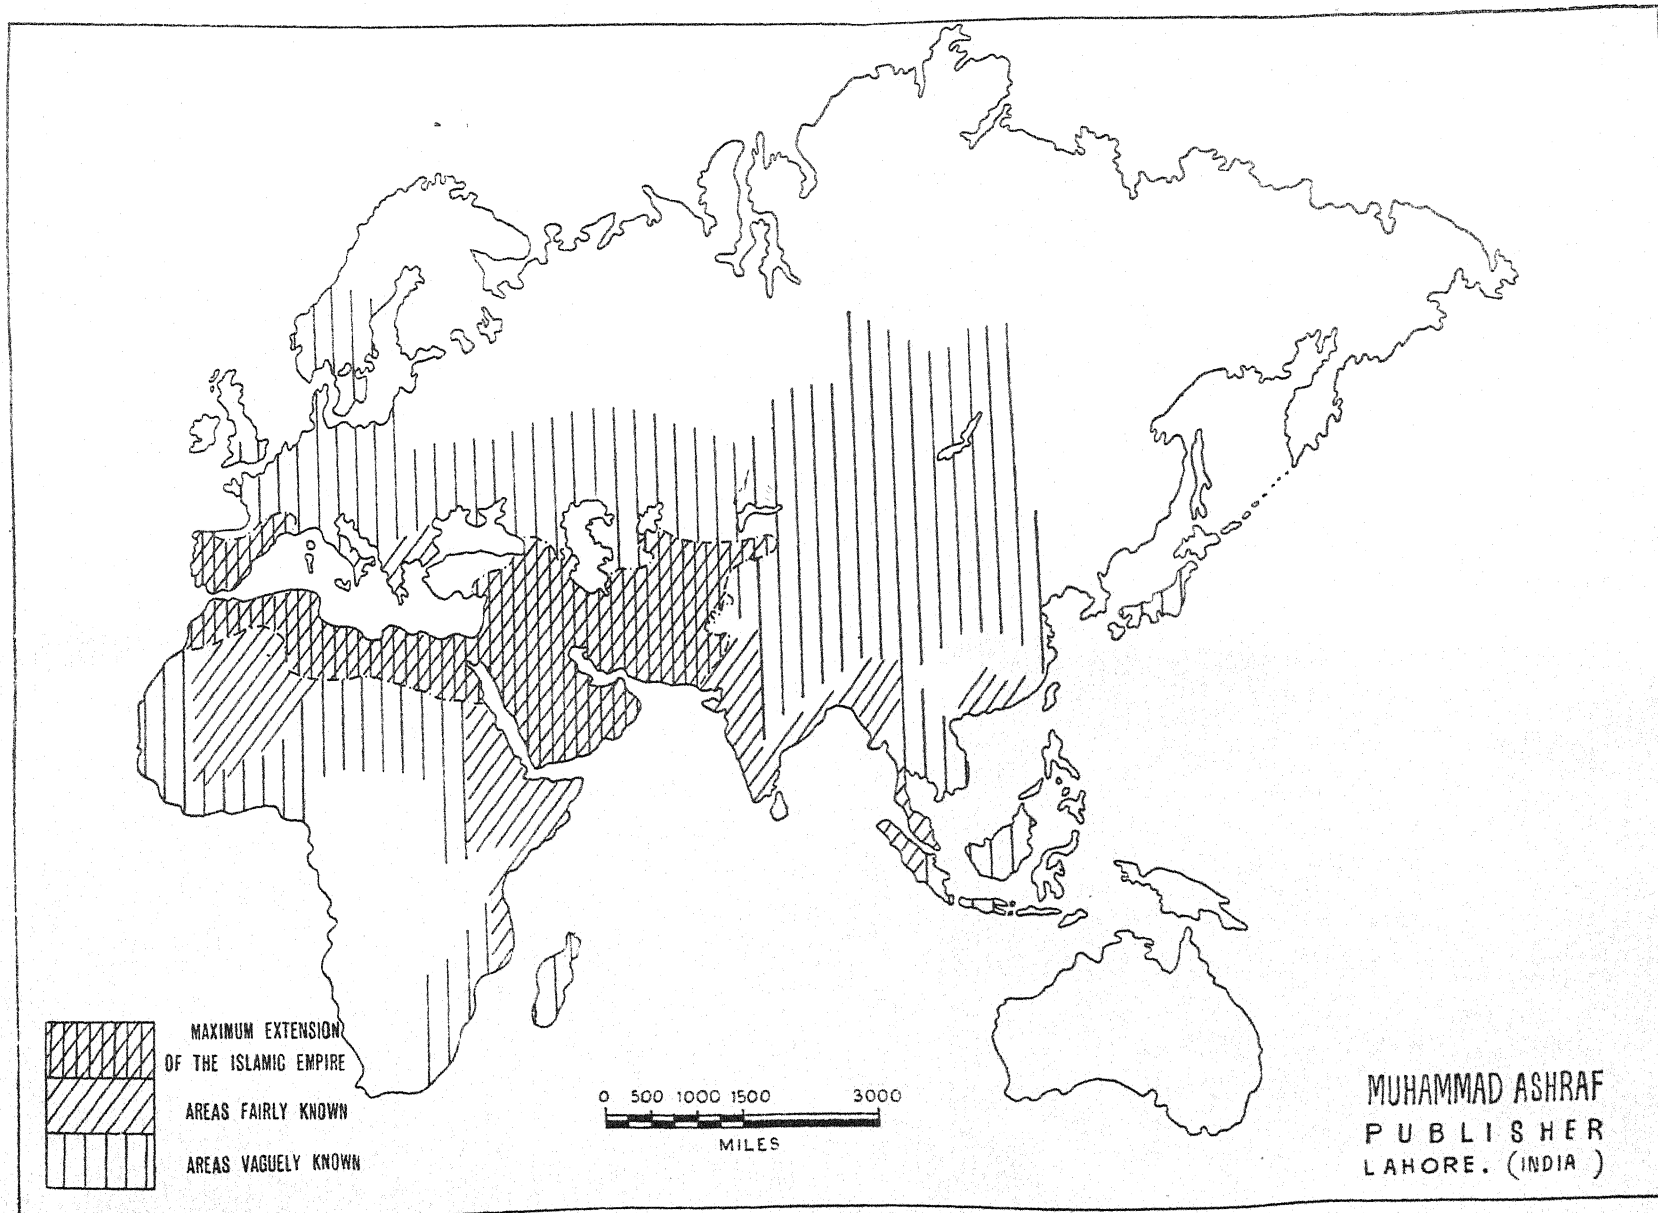 MAXIMUM EXTENSION
OF THE ISLAMIC EMPIRE
AREAS FAIRLY KNOWN
AREAS VAGUELY KNOWN
0 500 1000 1500 3000
MILES
MUHAMMAD ASHRAF
PUBLISHER
LAHORE. (INDIA)